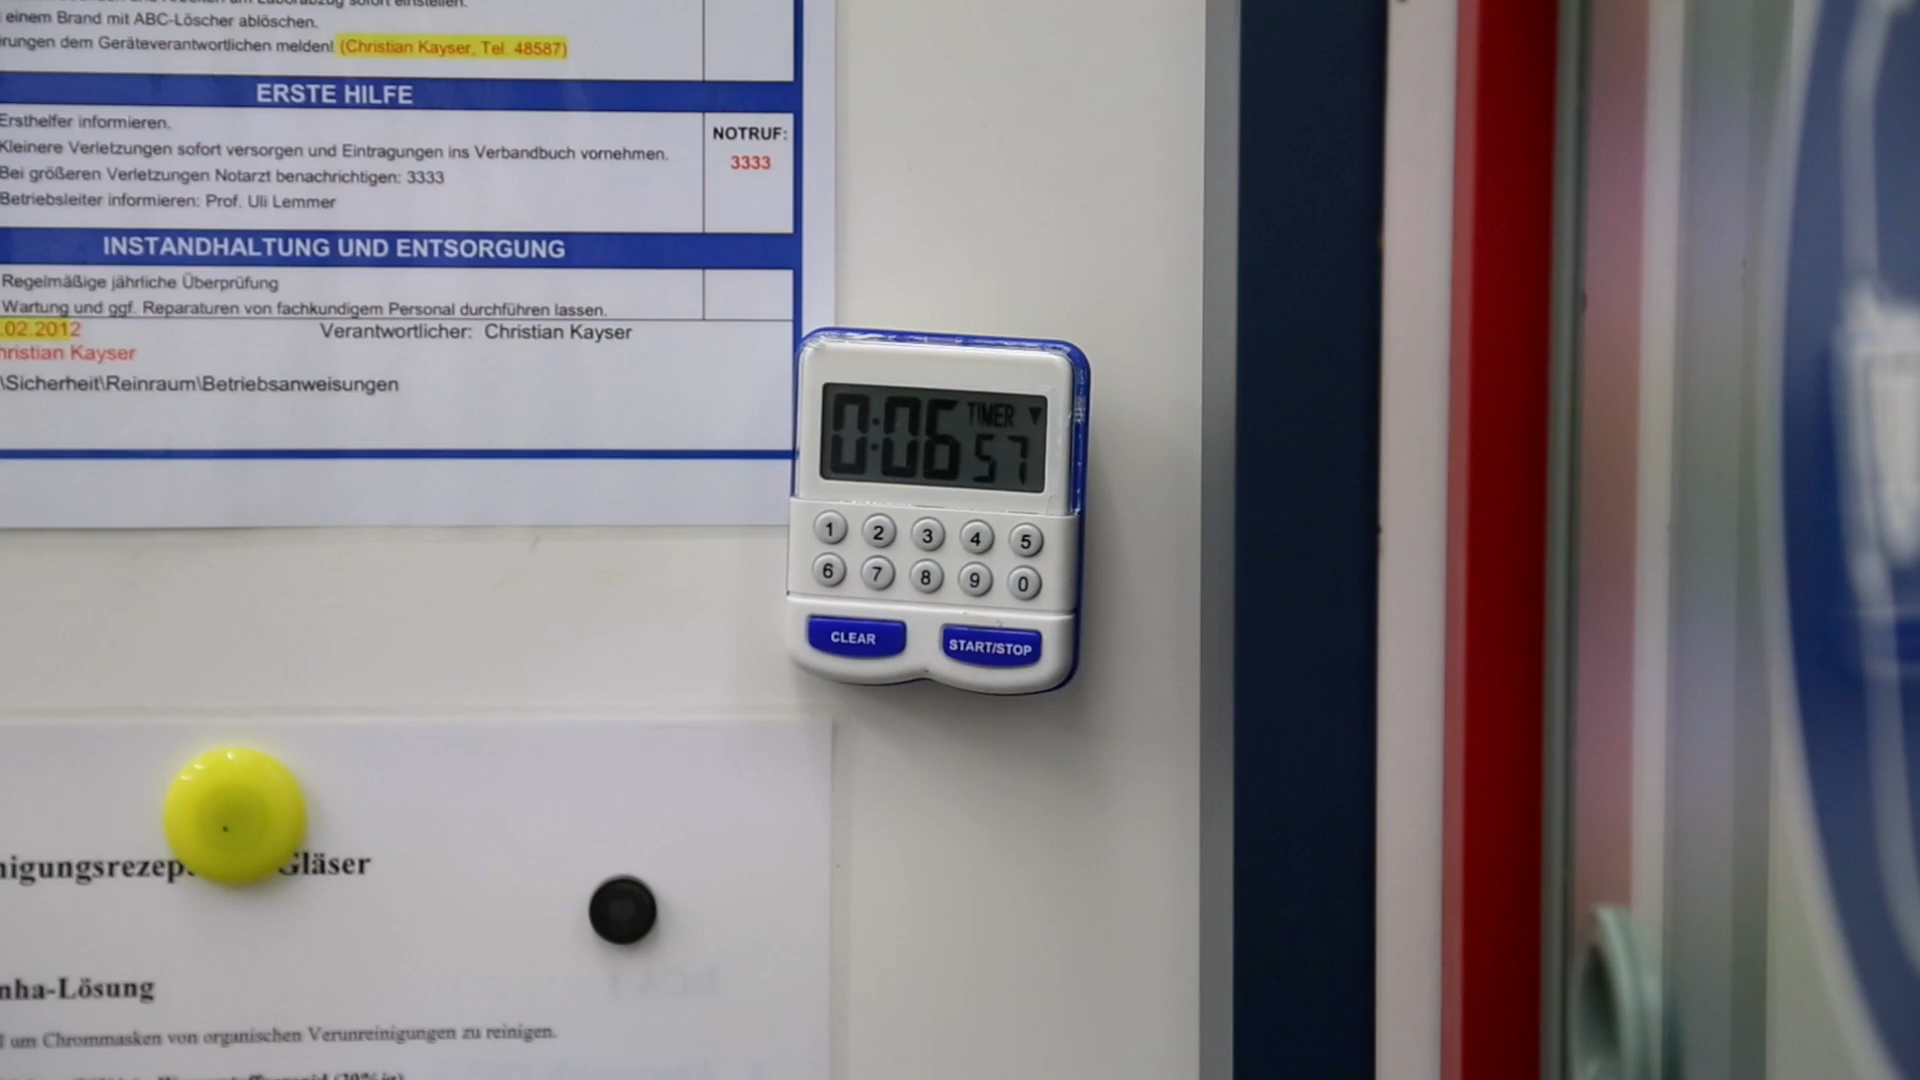 einem Brand mit ABC-Löscher ablöschen.
rungen dem Geräteverantwortlichen melden! (Christian Kayser, Tel. 48587)
ERSTE HILFE
Ersthelfer informieren.
Kleinere Verletzungen sofort versorgen und Eintragungen ins Verbandbuch vornehmen.
Bei größeren Verletzungen Notarzt benachrichtigen: 3333
Betriebsleiter informieren: Prof. Uli Lemmer
NOTRUF:
3333
INSTANDHALTUNG UND ENTSORGUNG
Regelmäßige jährliche Überprüfung
Wartung und ggf. Reparaturen von fachkundigem Personal durchführen lassen.
.02.2012 Verantwortlicher: Christian Kayser
hristian Kayser
\Sicherheit\Reinraum\Betriebsanweisungen
0:06 57
TIMER
1 2 3 4 5
6 7 8 9 0
CLEAR START/STOP
nigungsrezep Gläser
nha-Lösung
um Chrommasken von organischen Verunreinigungen zu reinigen.